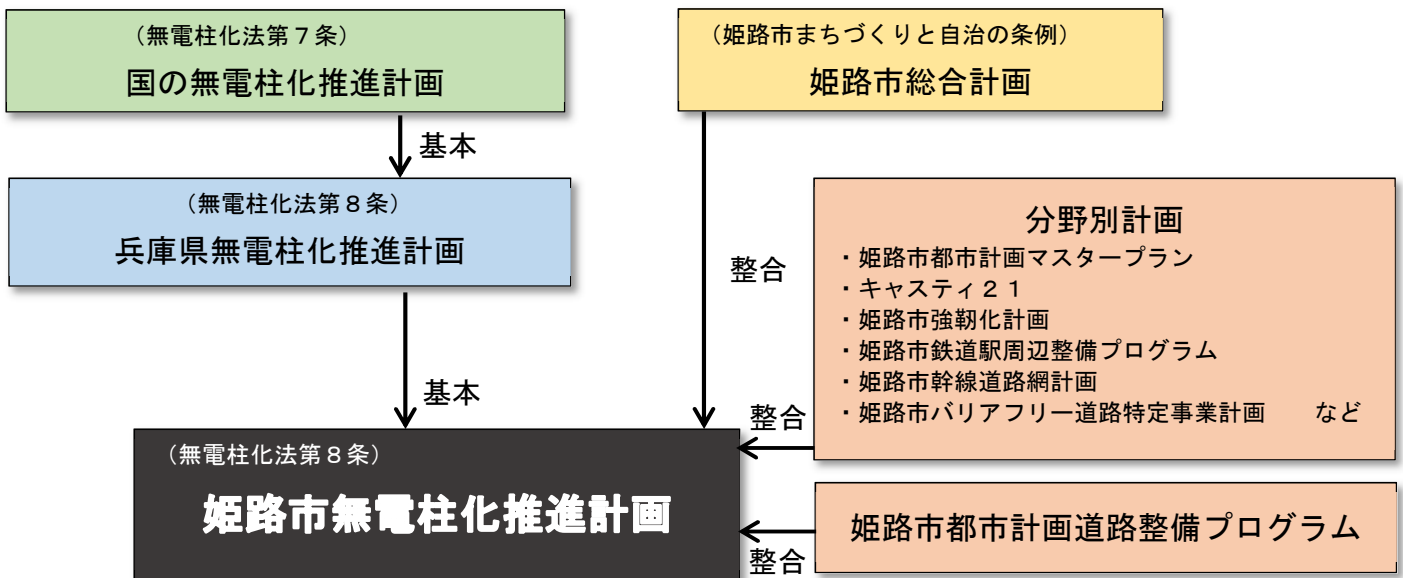 （無電柱化法第７条）
国の無電柱化推進計画
基本
（無電柱化法第８条）
兵庫県無電柱化推進計画
基本
（姫路市まちづくりと自治の条例）
姫路市総合計画
整合
分野別計画
・姫路市都市計画マスタープラン
・キャスティ２１
・姫路市強靭化計画
・姫路市鉄道駅周辺整備プログラム
・姫路市幹線道路網計画
・姫路市バリアフリー道路特定事業計画　　など
整合
（無電柱化法第８条）
姫路市無電柱化推進計画
姫路市都市計画道路整備プログラム
整合